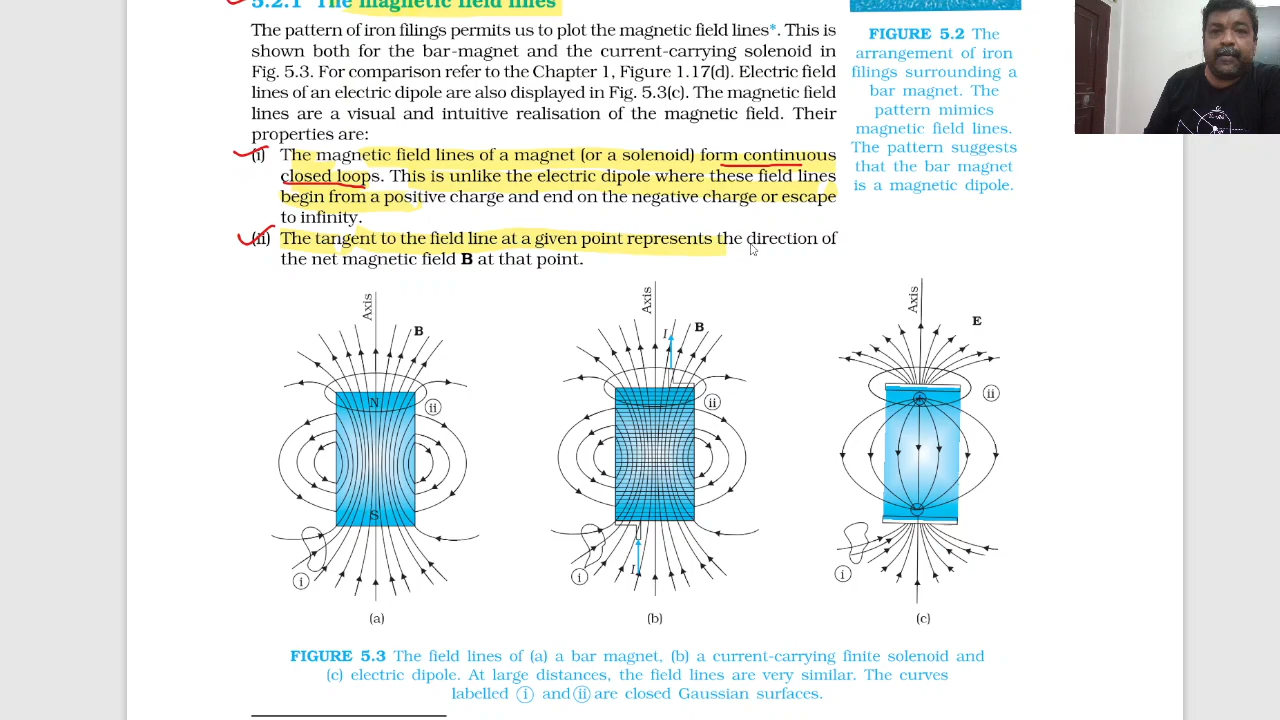 5.2.1 The magnetic field lines
The pattern of iron filings permits us to plot the magnetic field lines*. This is
shown both for the bar-magnet and the current-carrying solenoid in
Fig. 5.3. For comparison refer to the Chapter 1, Figure 1.17(d). Electric field
lines of an electric dipole are also displayed in Fig. 5.3(c). The magnetic field
lines are a visual and intuitive realisation of the magnetic field. Their
properties are:
(i) The magnetic field lines of a magnet (or a solenoid) form continuous
closed loops. This is unlike the electric dipole where these field lines
begin from a positive charge and end on the negative charge or escape
to infinity.
(ii) The tangent to the field line at a given point represents the direction of
the net magnetic field B at that point.
FIGURE 5.2 The
arrangement of iron
filings surrounding a
bar magnet. The
pattern mimics
magnetic field lines.
The pattern suggests
that the bar magnet
is a magnetic dipole.
Axis
B
N
ii
S
i
(a)
Axis
I
B
ii
i
I
(b)
Axis
E
ii
i
(c)
FIGURE 5.3 The field lines of (a) a bar magnet, (b) a current-carrying finite solenoid and
(c) electric dipole. At large distances, the field lines are very similar. The curves
labelled i and ii are closed Gaussian surfaces.